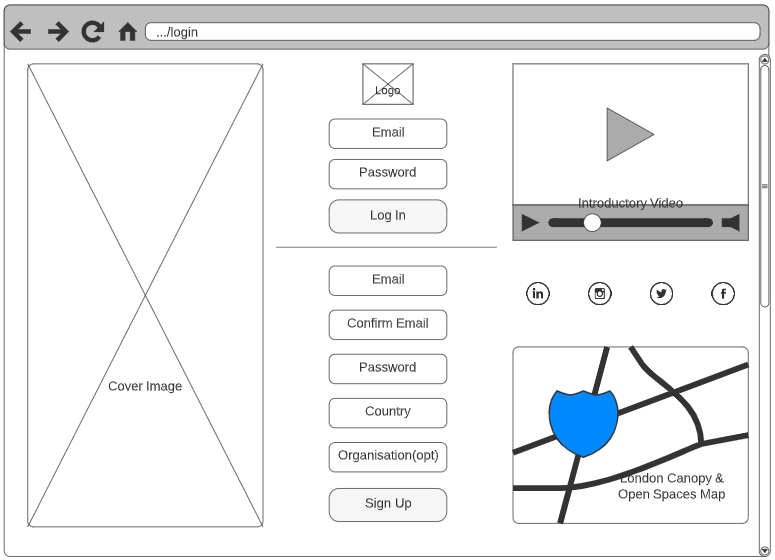 .../login
Logo
Email
Password
Log In
Email
Confirm Email
Password
Country
Organisation(opt)
Sign Up
Cover Image
Introductory Video
in
f
London Canopy &
Open Spaces Map